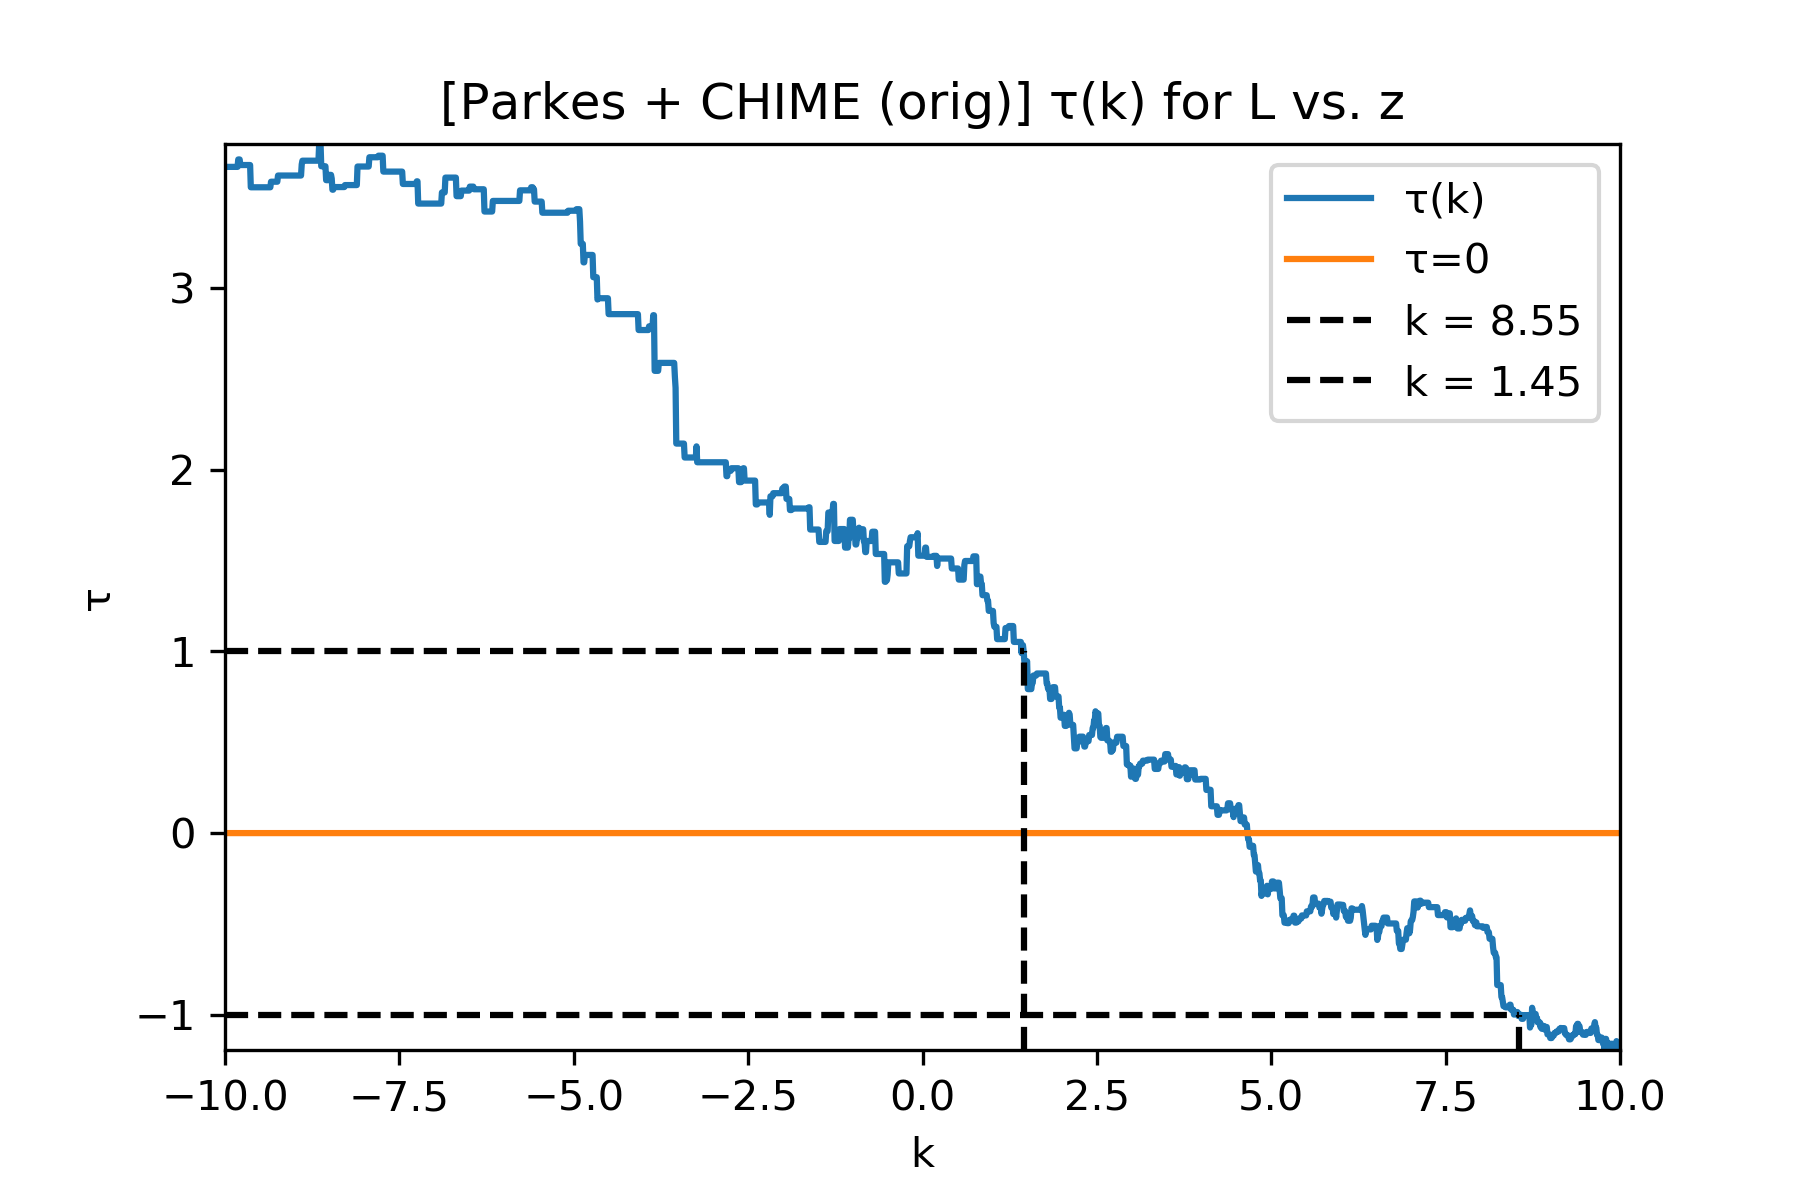 [Parkes + CHIME (orig)] τ(k) for L vs. z
τ(k)
τ=0
k = 8.55
k = 1.45
τ
3
2
1
0
−1
−10.0 −7.5 −5.0 −2.5 0.0 2.5 5.0 7.5 10.0
k